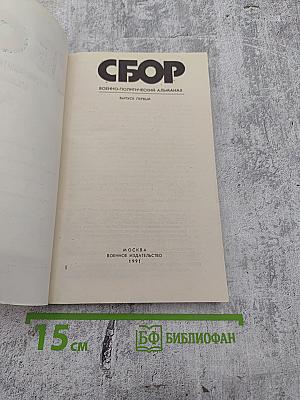 СБОР
ВОЕННО-ПОЛИТИЧЕСКИЙ АЛЬМАНАХ
ВЫПУСК ПЕРВЫЙ
МОСКВА
ВОЕННОЕ ИЗДАТЕЛЬСТВО
1991
15 см
БФ БИБЛИОФАН